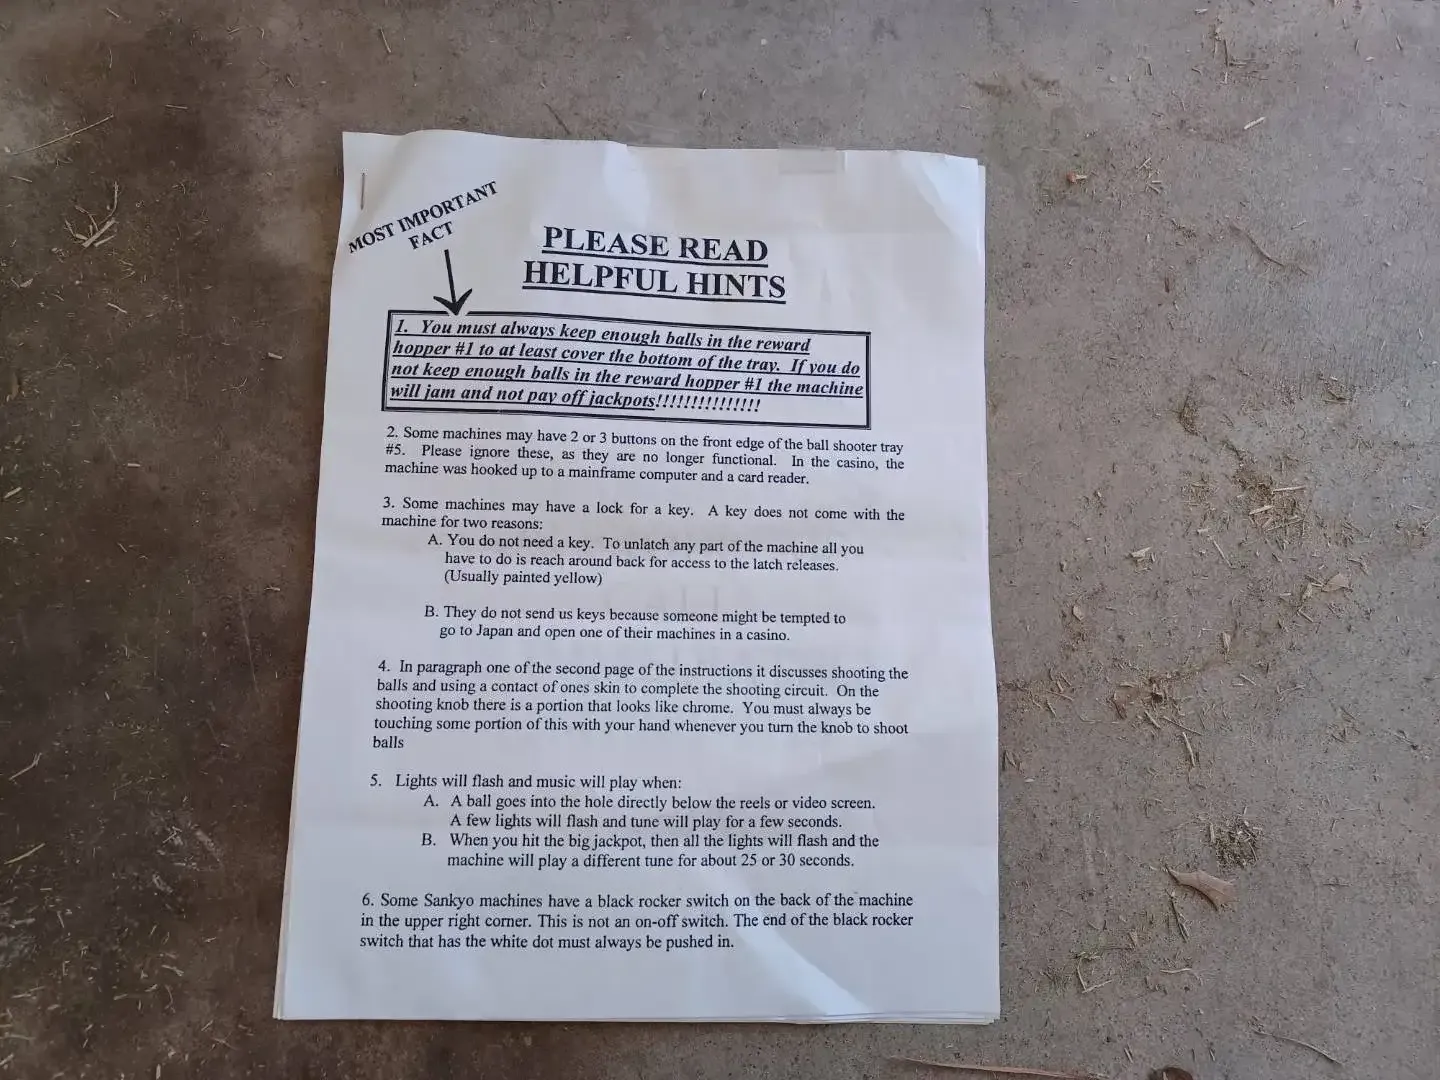 MOST IMPORTANT
FACT
PLEASE READ
HELPFUL HINTS
1. You must always keep enough balls in the reward
hopper #1 to at least cover the bottom of the tray. If you do
not keep enough balls in the reward hopper #1 the machine
will jam and not pay off jackpots!!!!!!!!!!!!!!!
2. Some machines may have 2 or 3 buttons on the front edge of the ball shooter tray
#5. Please ignore these, as they are no longer functional. In the casino, the
machine was hooked up to a mainframe computer and a card reader.
3. Some machines may have a lock for a key. A key does not come with the
machine for two reasons:
A. You do not need a key. To unlatch any part of the machine all you
have to do is reach around back for access to the latch releases.
(Usually painted yellow)
B. They do not send us keys because someone might be tempted to
go to Japan and open one of their machines in a casino.
4. In paragraph one of the second page of the instructions it discusses shooting the
balls and using a contact of ones skin to complete the shooting circuit. On the
shooting knob there is a portion that looks like chrome. You must always be
touching some portion of this with your hand whenever you turn the knob to shoot
balls
5. Lights will flash and music will play when:
A. A ball goes into the hole directly below the reels or video screen.
A few lights will flash and tune will play for a few seconds.
B. When you hit the big jackpot, then all the lights will flash and the
machine will play a different tune for about 25 or 30 seconds.
6. Some Sankyo machines have a black rocker switch on the back of the machine
in the upper right corner. This is not an on-off switch. The end of the black rocker
switch that has the white dot must always be pushed in.